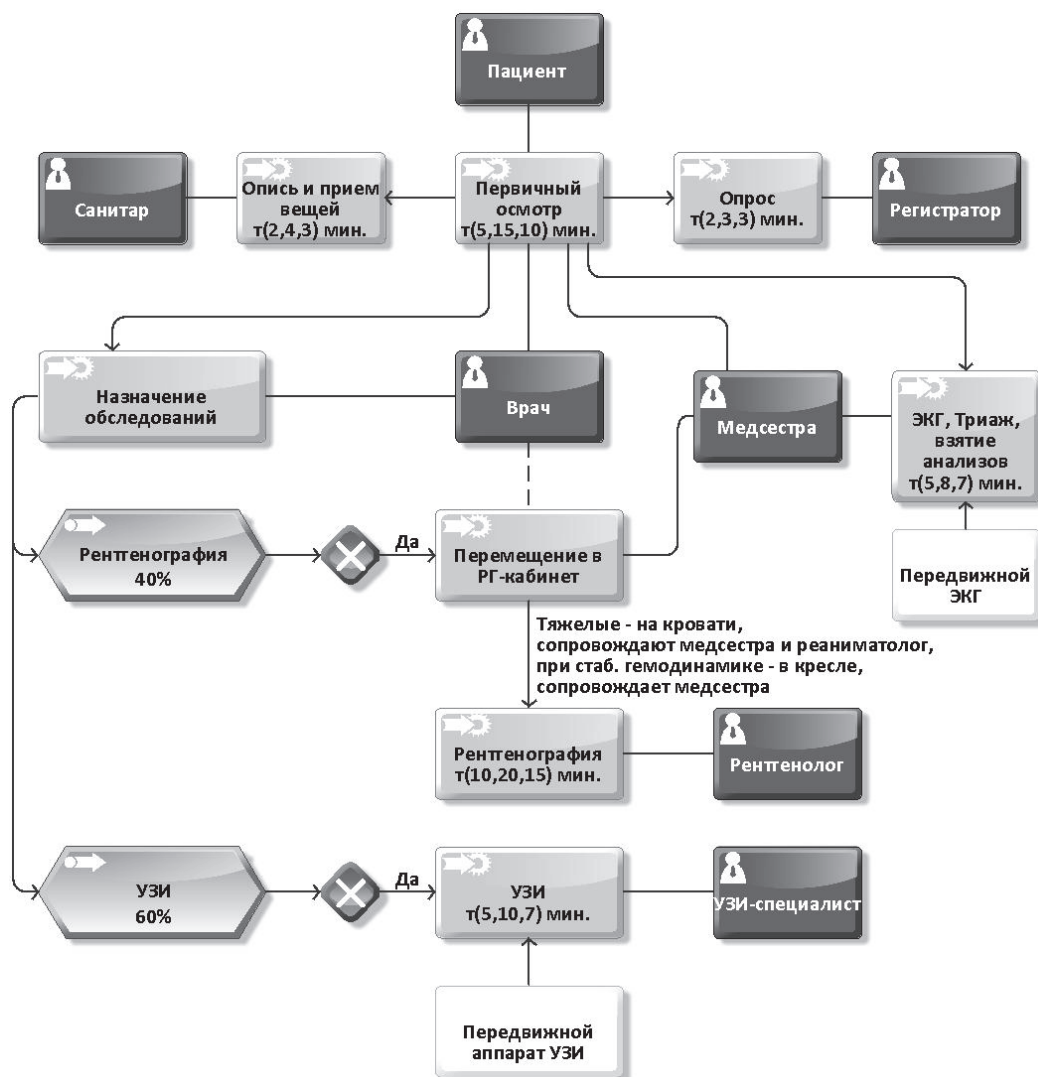 Пациент
Санитар
Опись и прием
вещей
т(2,4,3) мин.
Первичный
осмотр
т(5,15,10) мин.
Опрос
т(2,3,3) мин.
Регистратор
Назначение
обследований
Врач
Медсестра
ЭКГ, Триаж,
взятие
анализов
т(5,8,7) мин.
Рентгенография
40%
Да
Перемещение в
РГ-кабинет
Передвижной
ЭКГ
Тяжелые - на кровати,
сопровождают медсестра и реаниматолог,
при стаб. гемодинамике - в кресле,
сопровождает медсестра
Рентгенография
т(10,20,15) мин.
Рентгенолог
УЗИ
60%
Да
УЗИ
т(5,10,7) мин.
УЗИ-специалист
Передвижной
аппарат УЗИ